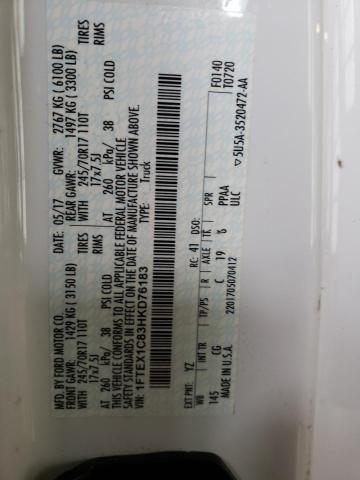 MFD. BY FORD MOTOR CO.
DATE: 05/17 GVWR: 2767 KG ( 6100 LB)
FRONT GAWR: 1429 KG ( 3150 LB) REAR GAWR: 1497 KG ( 3300 LB)
WITH 245/70R17 110T TIRES WITH 245/70R17 110T TIRES
17x7.5J RIMS 17x7.5J RIMS
AT 260 kPa/ 38 PSI COLD AT 260 kPa/ 38 PSI COLD
THIS VEHICLE CONFORMS TO ALL APPLICABLE FEDERAL MOTOR VEHICLE
SAFETY STANDARDS IN EFFECT ON THE DATE OF MANUFACTURE SHOWN ABOVE.
VIN: 1FTEX1C83HKD76183 TYPE: Truck
F0140
T0720
EXT PNT: YZ RC: 41 DSO:
WB INT TR TP/PS R AXLE TR SPR
145 CG C 19 6 PPAA
MADE IN U.S.A. ULC
2201705070412
▽5U5A-3520472-AA